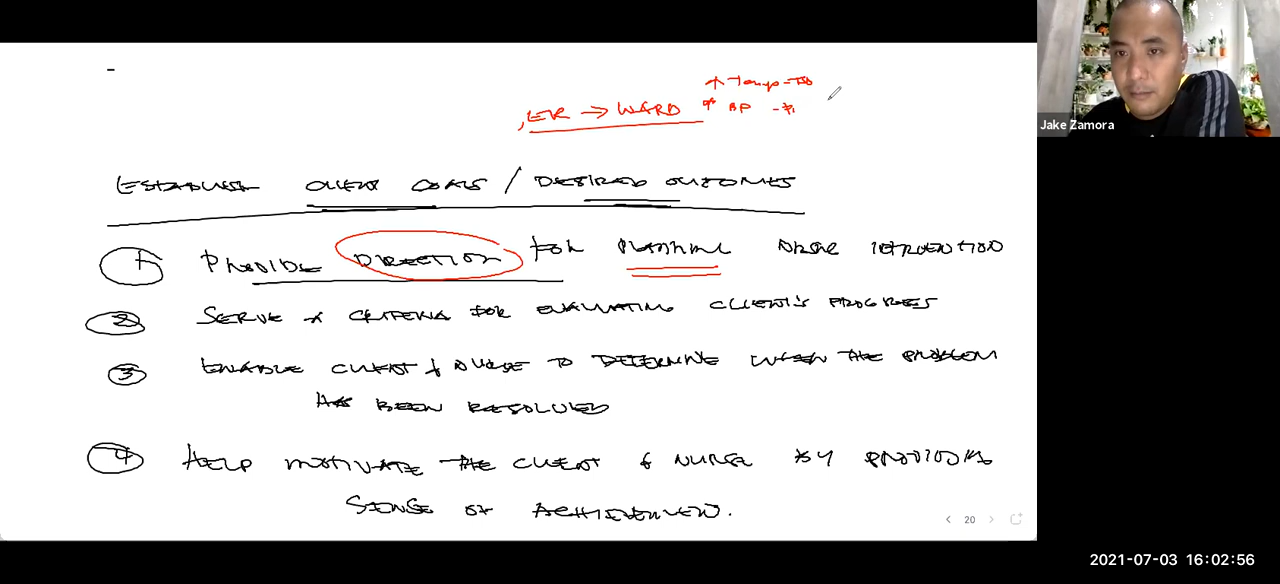 ↑ Temp - TSB
BP
ER → WARD
Jake Zamora
ESTABLISH CLIENT GOALS / DESIRED OUTCOMES
1 PROVIDE DIRECTION FOR PLANNING NURSE INTERVENTION
2 SERVE AS CRITERIA FOR EVALUATING CLIENT'S PROGRESS
3 ENABLE CLIENT & NURSE TO DETERMINE WHEN THE PROBLEM
HAS BEEN RESOLVED
4 HELP MOTIVATE THE CLIENT & NURSE BY PROVIDING
SENSE OF ACHIEVEMENT.
20
2021-07-03 16:02:56